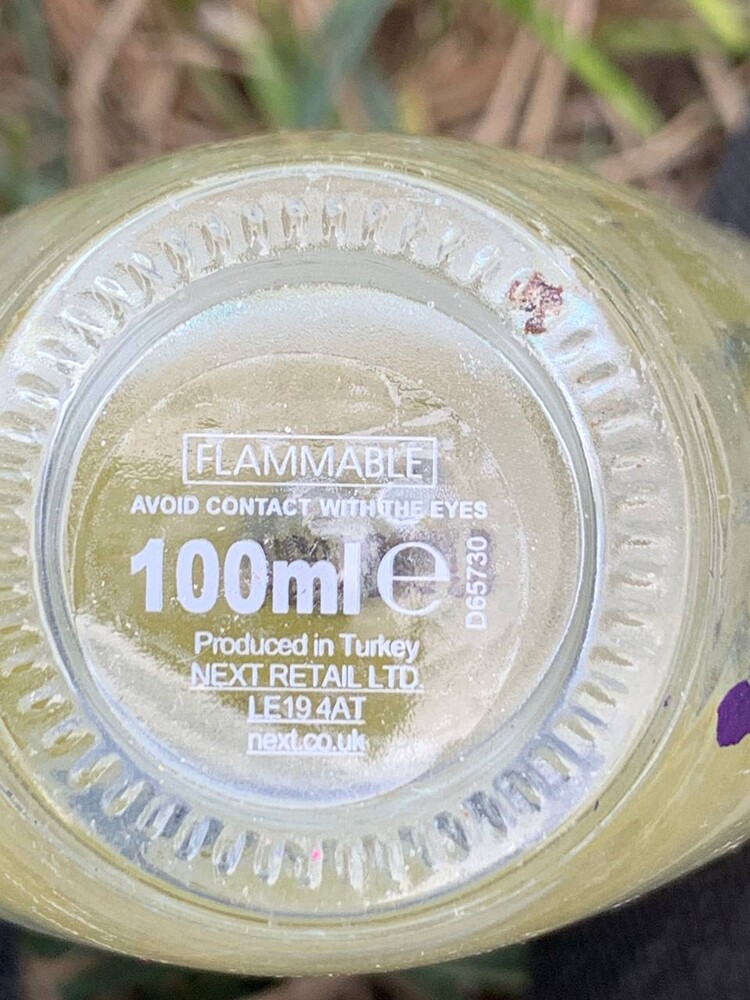 FLAMMABLE
AVOID CONTACT WITH THE EYES
100ml e
D65730
Produced in Turkey
NEXT RETAIL LTD.
LE19 4AT
next.co.uk